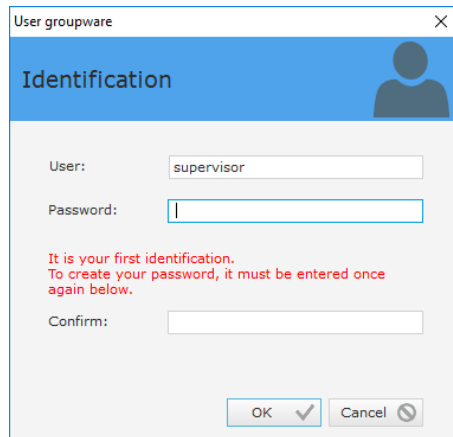 User groupware
Identification
User: supervisor
Password:
It is your first identification.
To create your password, it must be entered once
again below.
Confirm:
OK Cancel